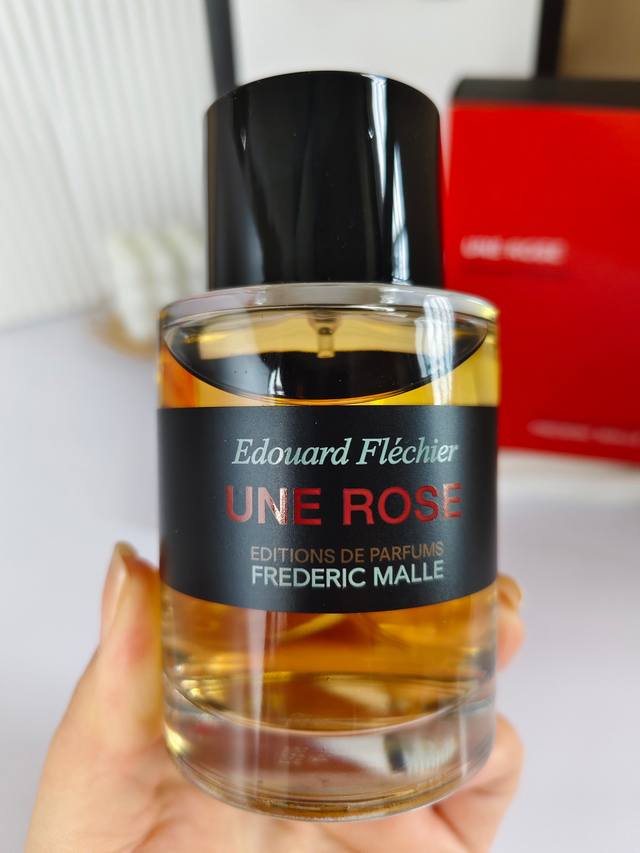 Edouard Fléchier
UNE ROSE
EDITIONS DE PARFUMS
FREDERIC MALLE
UNE ROSE